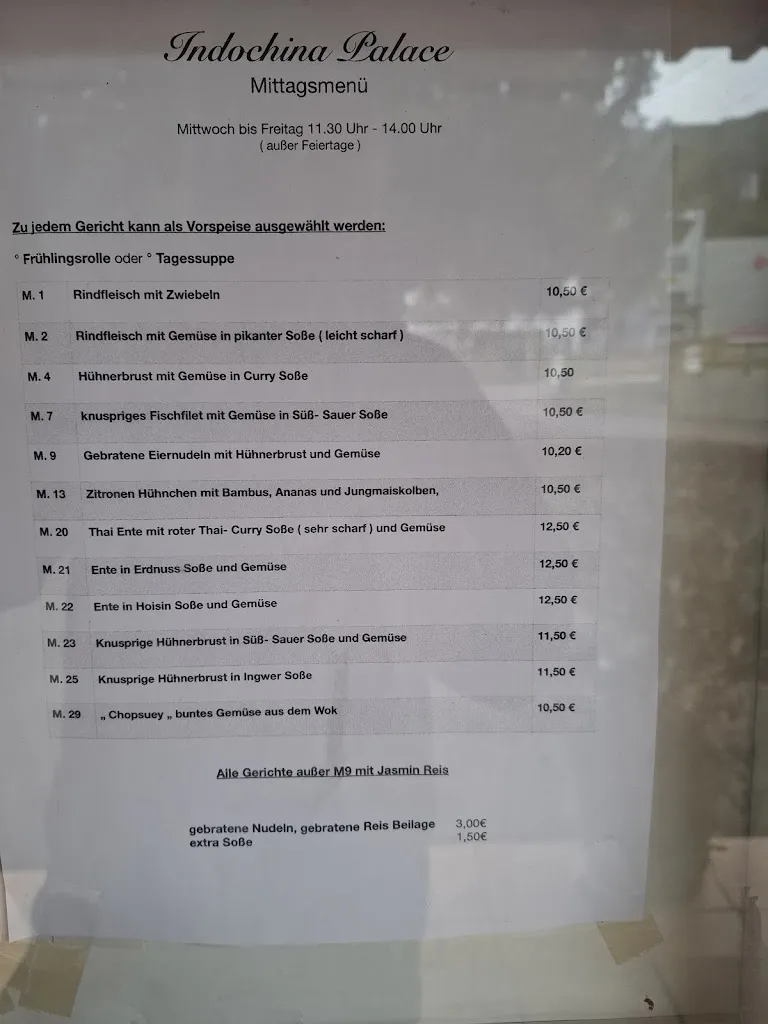 Indochina Palace
Mittagsmenü
Mittwoch bis Freitag 11.30 Uhr - 14.00 Uhr
( außer Feiertage )
Zu jedem Gericht kann als Vorspeise ausgewählt werden:
° Frühlingsrolle oder ° Tagessuppe
M. 1 Rindfleisch mit Zwiebeln 10,50 €
M. 2 Rindfleisch mit Gemüse in pikanter Soße ( leicht scharf ) 10,50 €
M. 4 Hühnerbrust mit Gemüse in Curry Soße 10,50
M. 7 knuspriges Fischfilet mit Gemüse in Süß- Sauer Soße 10,50 €
M. 9 Gebratene Eiernudeln mit Hühnerbrust und Gemüse 10,20 €
M. 13 Zitronen Hühnchen mit Bambus, Ananas und Jungmaiskolben, 10,50 €
M. 20 Thai Ente mit roter Thai- Curry Soße ( sehr scharf ) und Gemüse 12,50 €
M. 21 Ente in Erdnuss Soße und Gemüse 12,50 €
M. 22 Ente in Hoisin Soße und Gemüse 12,50 €
M. 23 Knusprige Hühnerbrust in Süß- Sauer Soße und Gemüse 11,50 €
M. 25 Knusprige Hühnerbrust in Ingwer Soße 11,50 €
M. 29 „ Chopsuey „ buntes Gemüse aus dem Wok 10,50 €
Alle Gerichte außer M9 mit Jasmin Reis
gebratene Nudeln, gebratene Reis Beilage 3,00€
extra Soße 1,50€